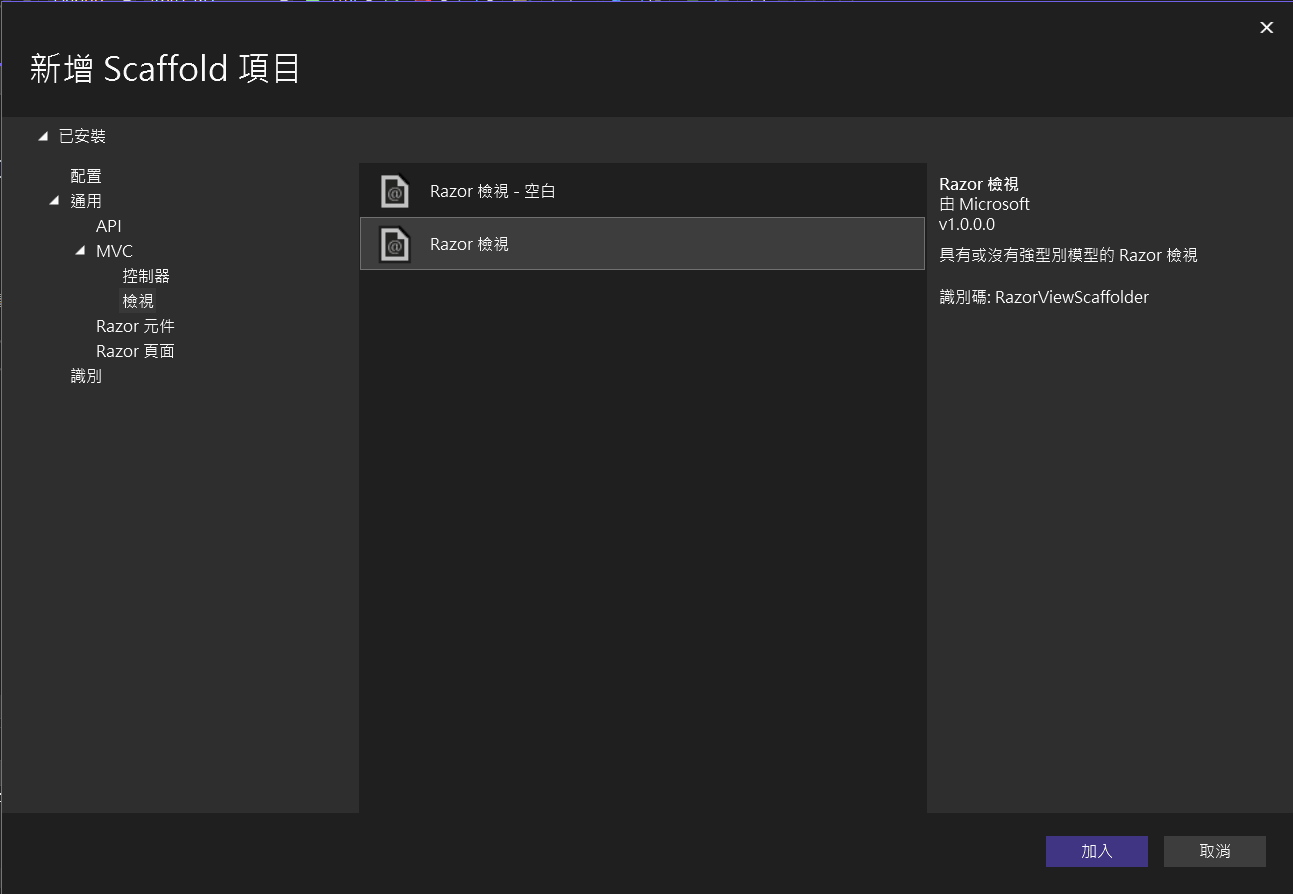 新增 Scaffold 項目
已安裝
配置
通用
API
MVC
控制器
檢視
Razor 元件
Razor 頁面
識別
Razor 檢視 - 空白
Razor 檢視
Razor 檢視
由 Microsoft
v1.0.0.0
具有或沒有強型別模型的 Razor 檢視
識別碼: RazorViewScaffolder
加入
取消